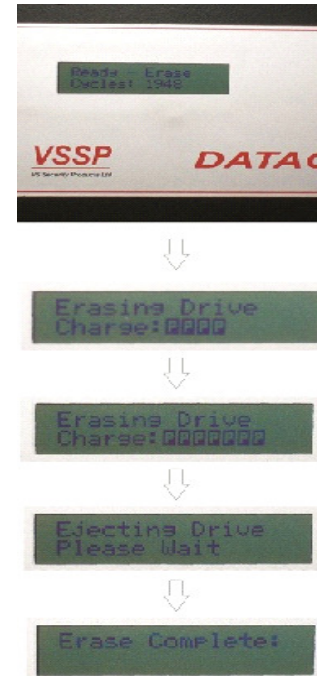 Ready - Erase
Cycles: 1948
VSSP
VS Security Products Ltd
DATA
Erasing Drive
Charge:
Erasing Drive
Charge:
Ejecting Drive
Please Wait
Erase Complete: